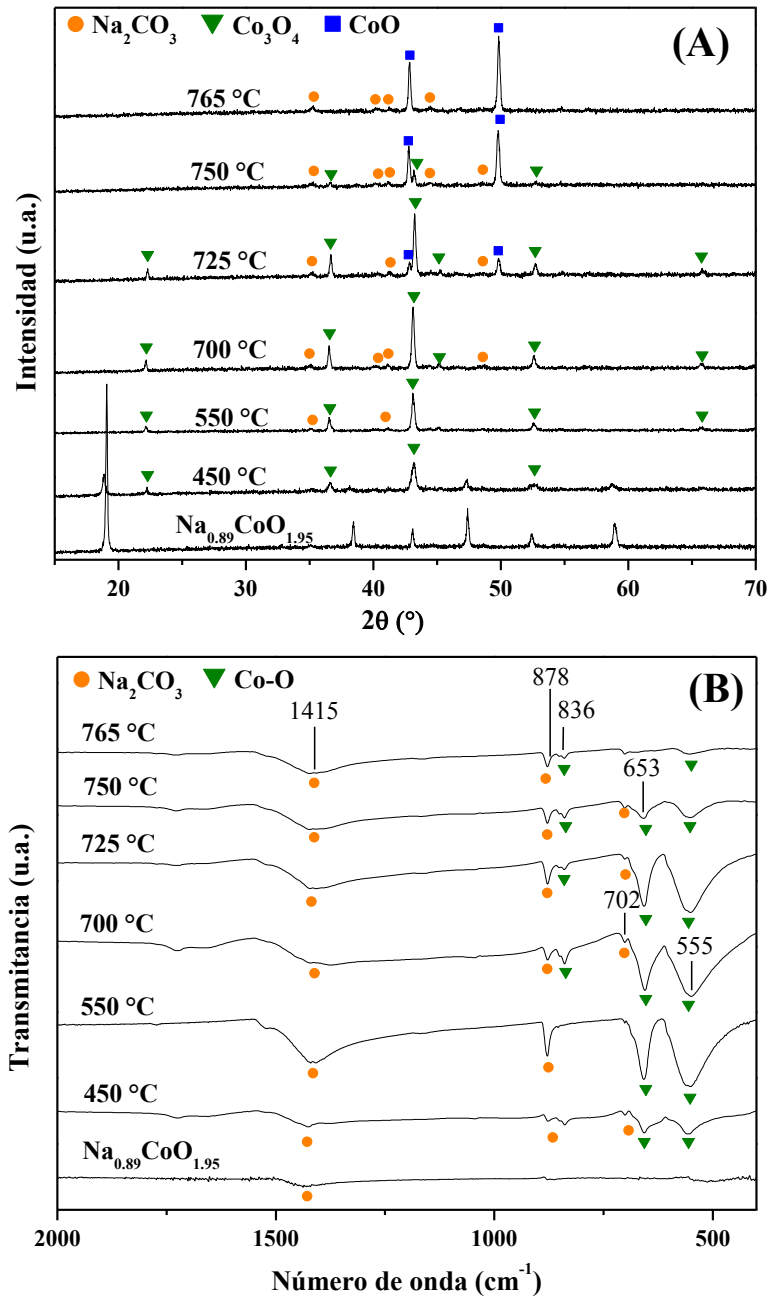 Na₂CO₃ Co₃O₄ CoO
(A)
765 °C
750 °C
725 °C
700 °C
550 °C
450 °C
Na₀.₈₉CoO₁.₉₅
Intensidad (u.a.)
20 30 40 50 60 70
2θ (°)
Na₂CO₃ Co-O
(B)
878
1415
836
765 °C
653
750 °C
725 °C
702
700 °C
555
550 °C
450 °C
Na₀.₈₉CoO₁.₉₅
Transmitancia (u.a.)
2000 1500 1000 500
Número de onda (cm⁻¹)